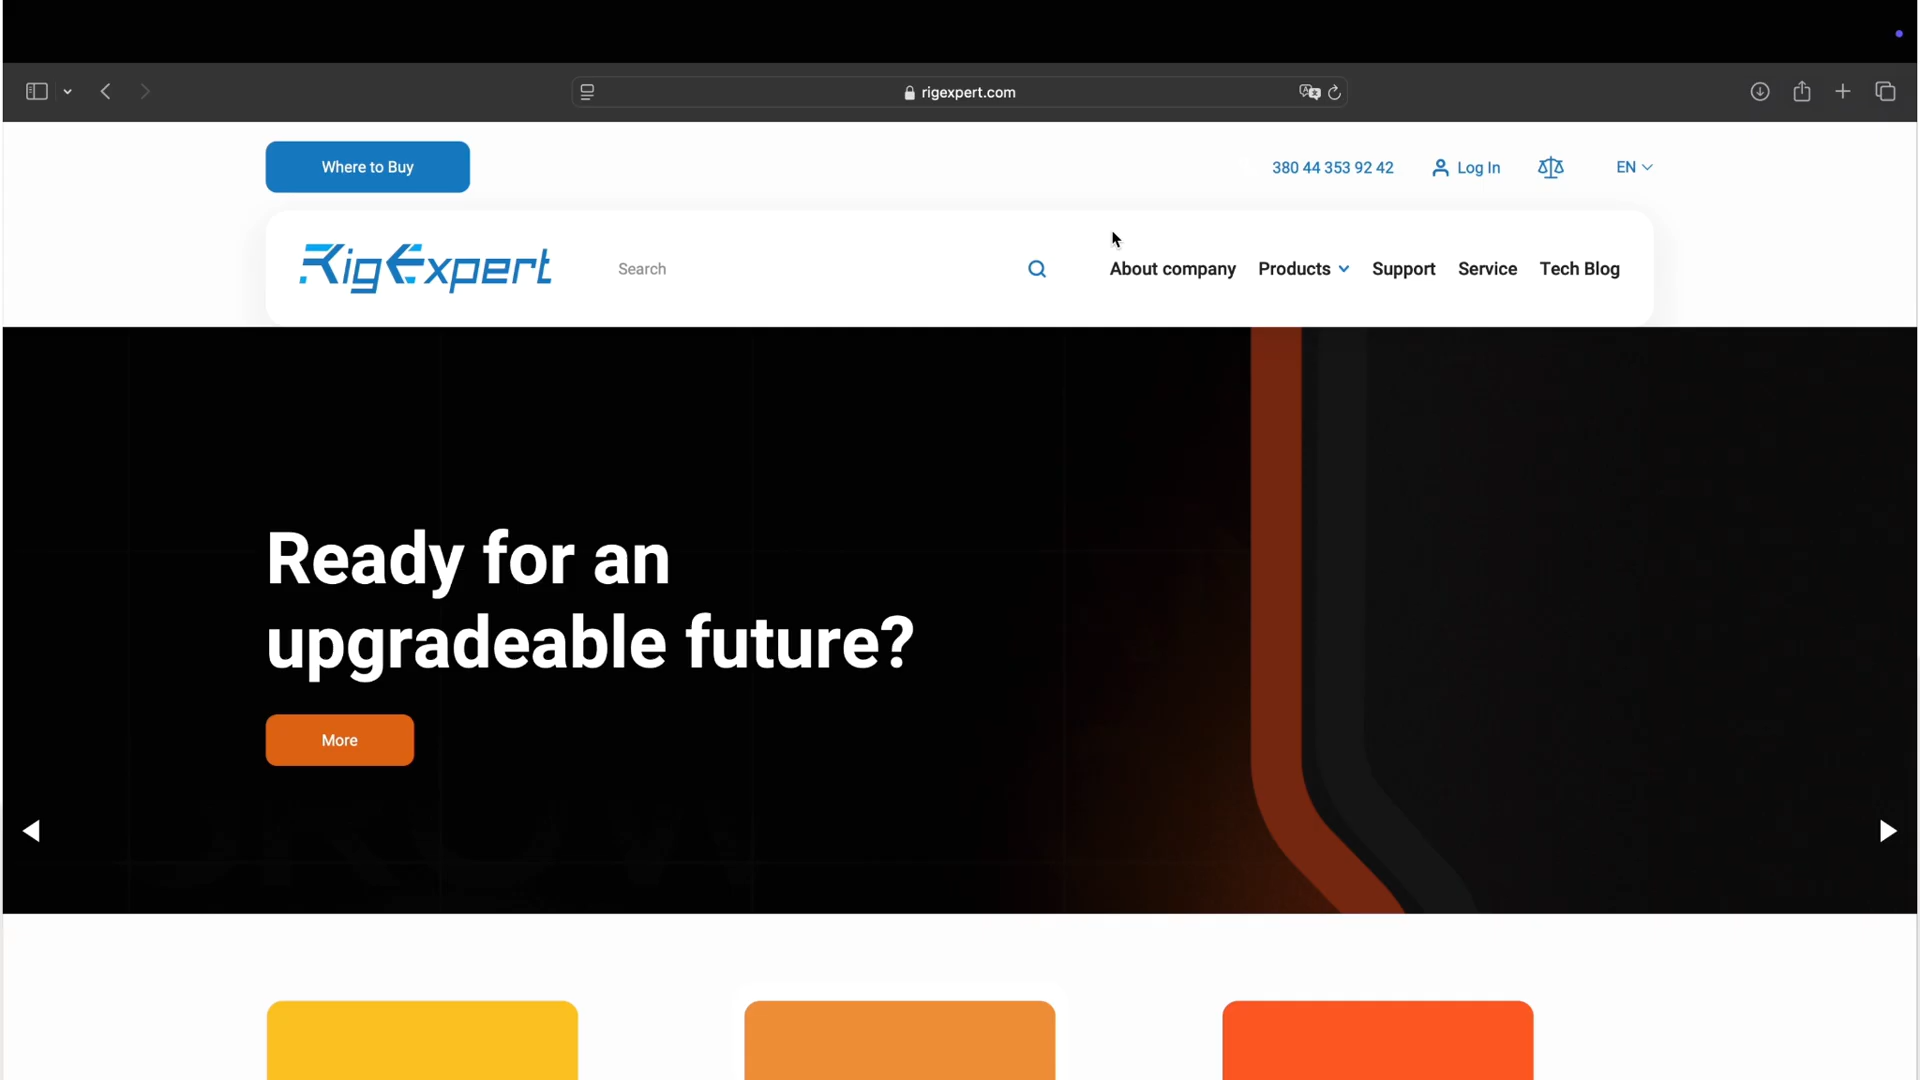 rigexpert.com
Where to Buy
380 44 353 92 42
Log In
EN
RigExpert
Search
About company
Products
Support
Service
Tech Blog
Ready for an
upgradeable future?
More